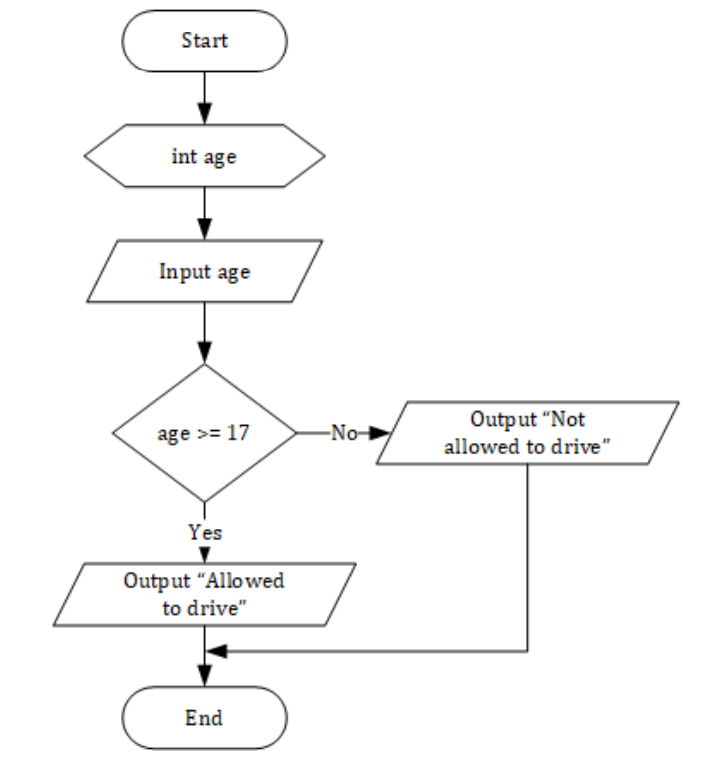 Start
int age
Input age
age >= 17
No
Output “Not
allowed to drive”
Yes
Output “Allowed
to drive”
End